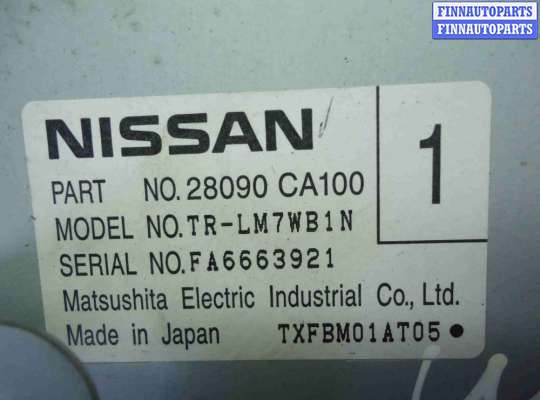 FINNAUTOPARTS
FINNAUTOPARTS
NISSAN
1
PART NO. 28090 CA100
MODEL NO. TR-LM7WB1N
SERIAL NO. FA6663921
Matsushita Electric Industrial Co., Ltd.
Made in Japan TXFBM01AT05